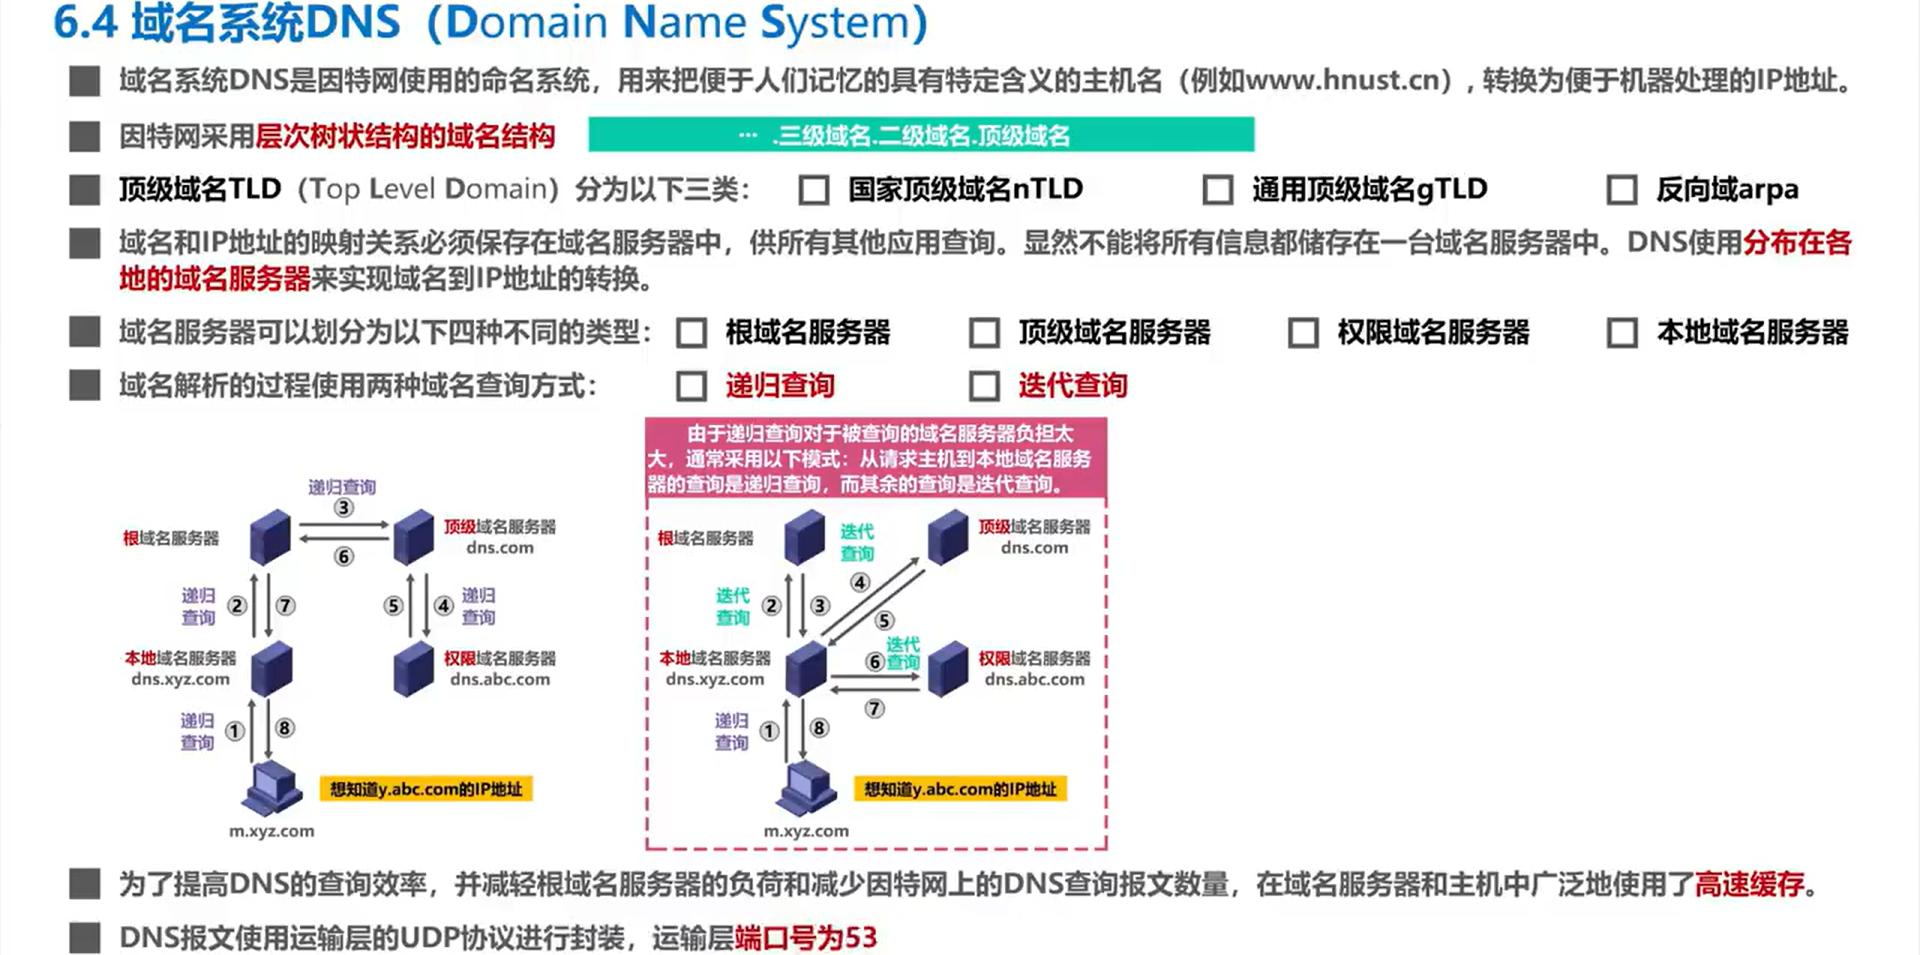 6.4 域名系统DNS（Domain Name System）
域名系统DNS是因特网使用的命名系统，用来把便于人们记忆的具有特定含义的主机名（例如www.hnust.cn）, 转换为便于机器处理的IP地址。
因特网采用层次树状结构的域名结构
… .三级域名.二级域名.顶级域名
顶级域名TLD（Top Level Domain）分为以下三类： 国家顶级域名nTLD 通用顶级域名gTLD 反向域arpa
域名和IP地址的映射关系必须保存在域名服务器中，供所有其他应用查询。显然不能将所有信息都储存在一台域名服务器中。DNS使用分布在各
地的域名服务器来实现域名到IP地址的转换。
域名服务器可以划分为以下四种不同的类型： 根域名服务器 顶级域名服务器 权限域名服务器 本地域名服务器
域名解析的过程使用两种域名查询方式： 递归查询 迭代查询
递归查询
③
根域名服务器
顶级域名服务器
dns.com
⑥
递归
查询
② ⑦
⑤ ④
递归
查询
本地域名服务器
dns.xyz.com
权限域名服务器
dns.abc.com
递归
查询
① ⑧
想知道y.abc.com的IP地址
m.xyz.com
由于递归查询对于被查询的域名服务器负担太
大，通常采用以下模式：从请求主机到本地域名服务
器的查询是递归查询，而其余的查询是迭代查询。
根域名服务器
迭代
查询
顶级域名服务器
dns.com
④
迭代
查询
② ③
⑤
迭代
查询
⑥
本地域名服务器
dns.xyz.com
权限域名服务器
dns.abc.com
⑦
递归
查询
① ⑧
想知道y.abc.com的IP地址
m.xyz.com
为了提高DNS的查询效率，并减轻根域名服务器的负荷和减少因特网上的DNS查询报文数量，在域名服务器和主机中广泛地使用了高速缓存。
DNS报文使用运输层的UDP协议进行封装，运输层端口号为53